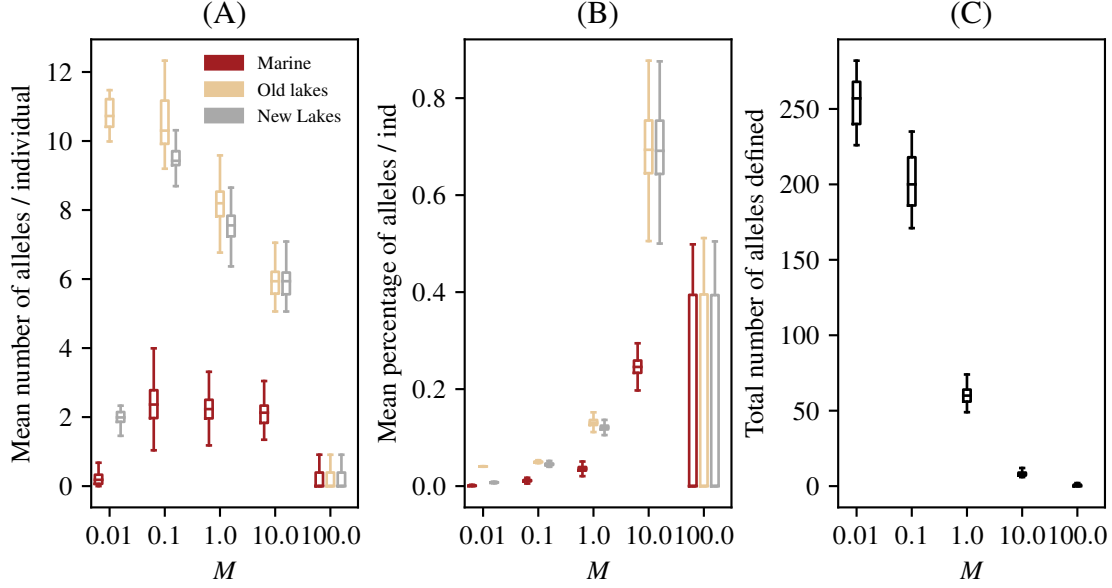 (A)
(B)
(C)
Mean number of alleles / individual
12
10
8
6
4
2
0
Marine
Old lakes
New Lakes
0.01 0.1 1.0 10.0 100.0
M
Mean percentage of alleles / ind
0.8
0.6
0.4
0.2
0.0
0.01 0.1 1.0 10.0 100.0
M
Total number of alleles defined
250
200
150
100
50
0
0.01 0.1 1.0 10.0 100.0
M